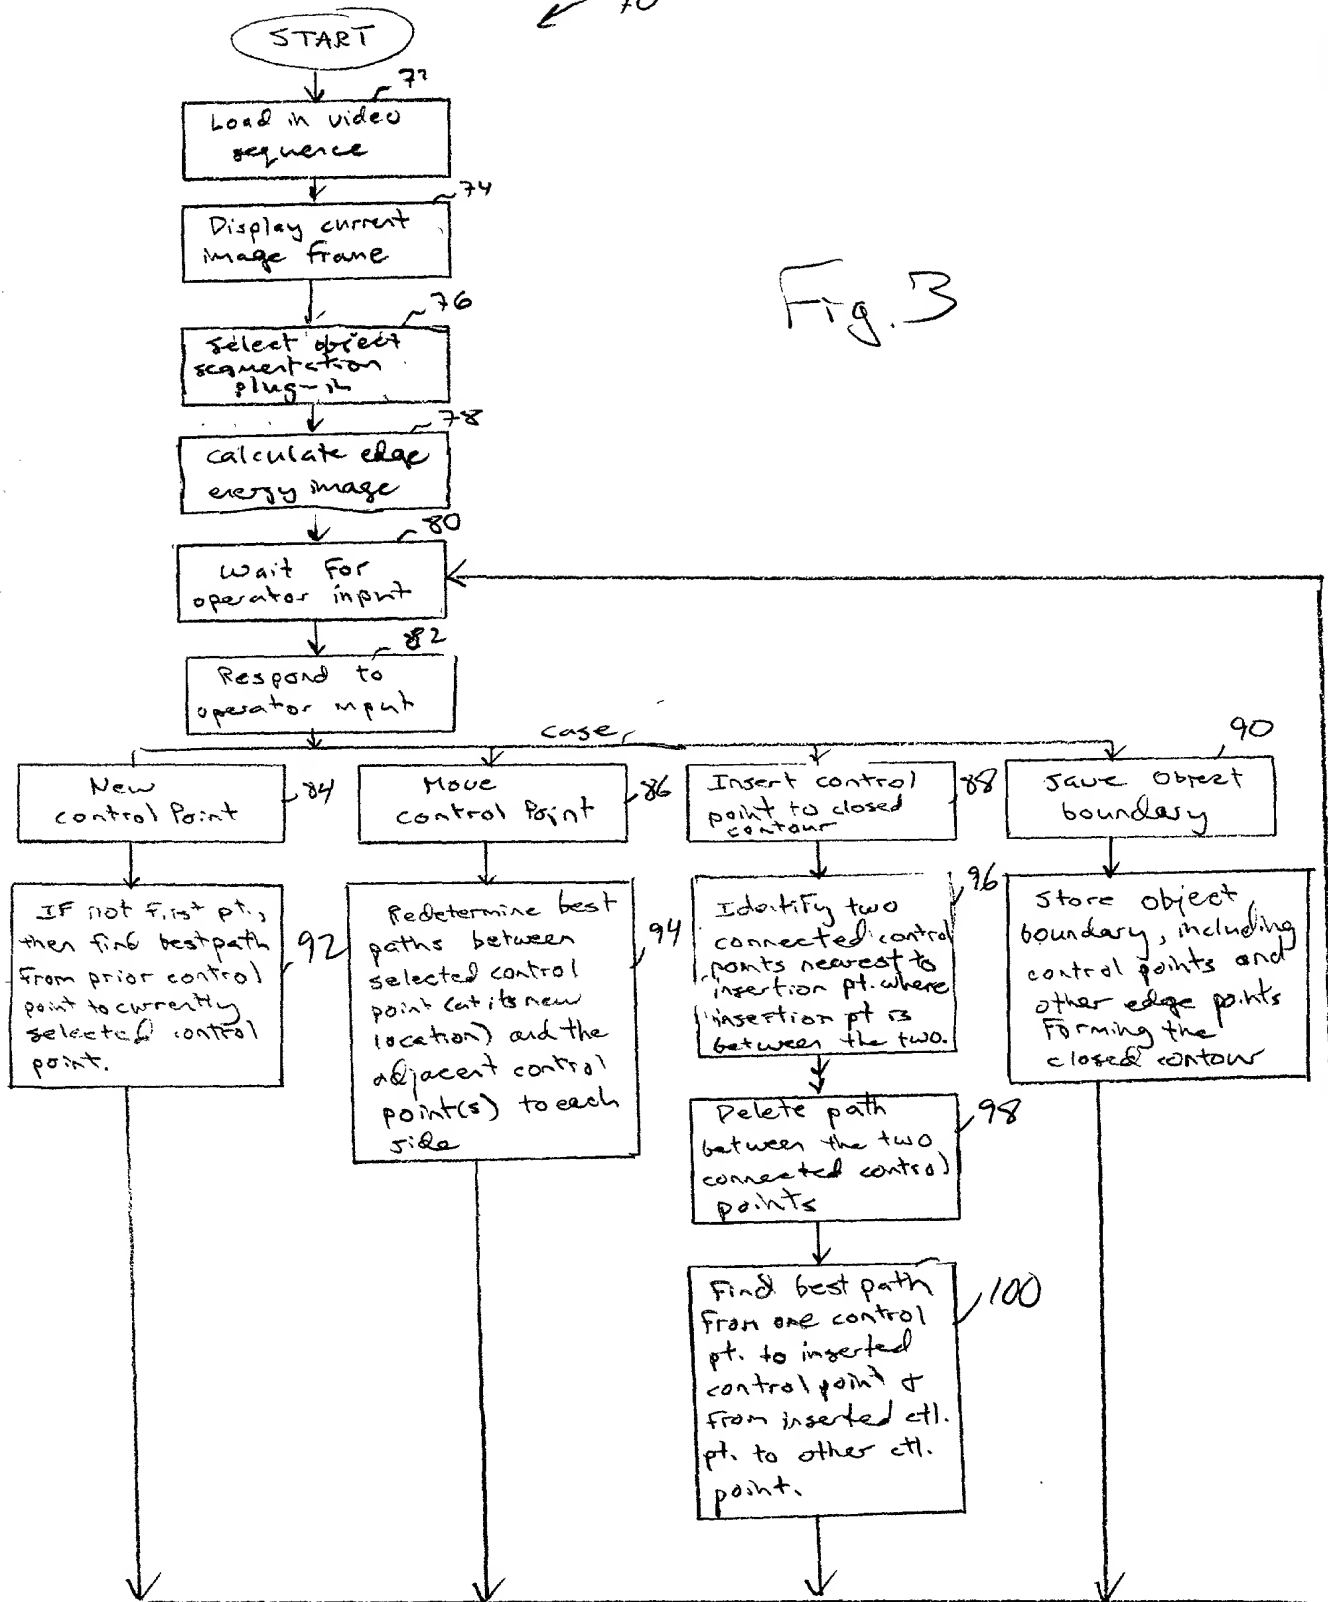 70
START
72
Load in video
sequence
74
Display current
image frame
76
Select object
segmentation
plug-in
78
Calculate edge
energy image
80
Wait for
operator input
82
Respond to
operator input
Fig. 3
case
New
control Point
84
Move
control Point
86
Insert control
point to closed
contour
88
90
Save Object
boundary
IF not first pt.,
then find best path
from prior control
point to currently
selected control
point.
92
Redetermine best
paths between
selected control
point (at its new
location) and the
adjacent control
point(s) to each
side
94
Identify two
connected control
points nearest to
insertion pt. where
insertion pt is
between the two.
96
Store object
boundary, including
control points and
other edge points
Forming the
closed contour
Delete path
between the two
connected control
points
98
Find best path
from one control
pt. to inserted
control point &
from inserted ctl.
pt. to other ctl.
point.
100